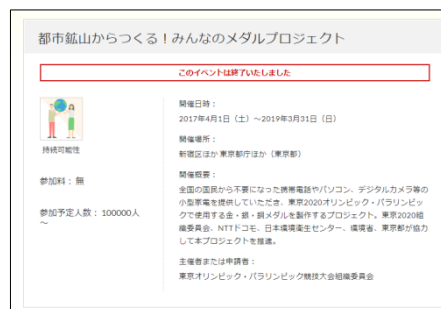 都市鉱山からつくる！みんなのメダルプロジェクト
このイベントは終了いたしました
持続可能性
参加料：無
参加予定人数：100000人
～
開催日時：
2017年4月1日（土）～2019年3月31日（日）
開催場所：
新宿区ほか 東京都庁ほか（東京都）
開催概要：
全国の国民から不要になった携帯電話やパソコン、デジタルカメラ等の
小型家電を提供していただき、東京2020オリンピック・パラリンピッ
クで使用する金・銀・銅メダルを製作するプロジェクト。東京2020組
織委員会、NTTドコモ、日本環境衛生センター、環境省、東京都が協力
して本プロジェクトを推進。
主催者または申請者：
東京オリンピック・パラリンピック競技大会組織委員会